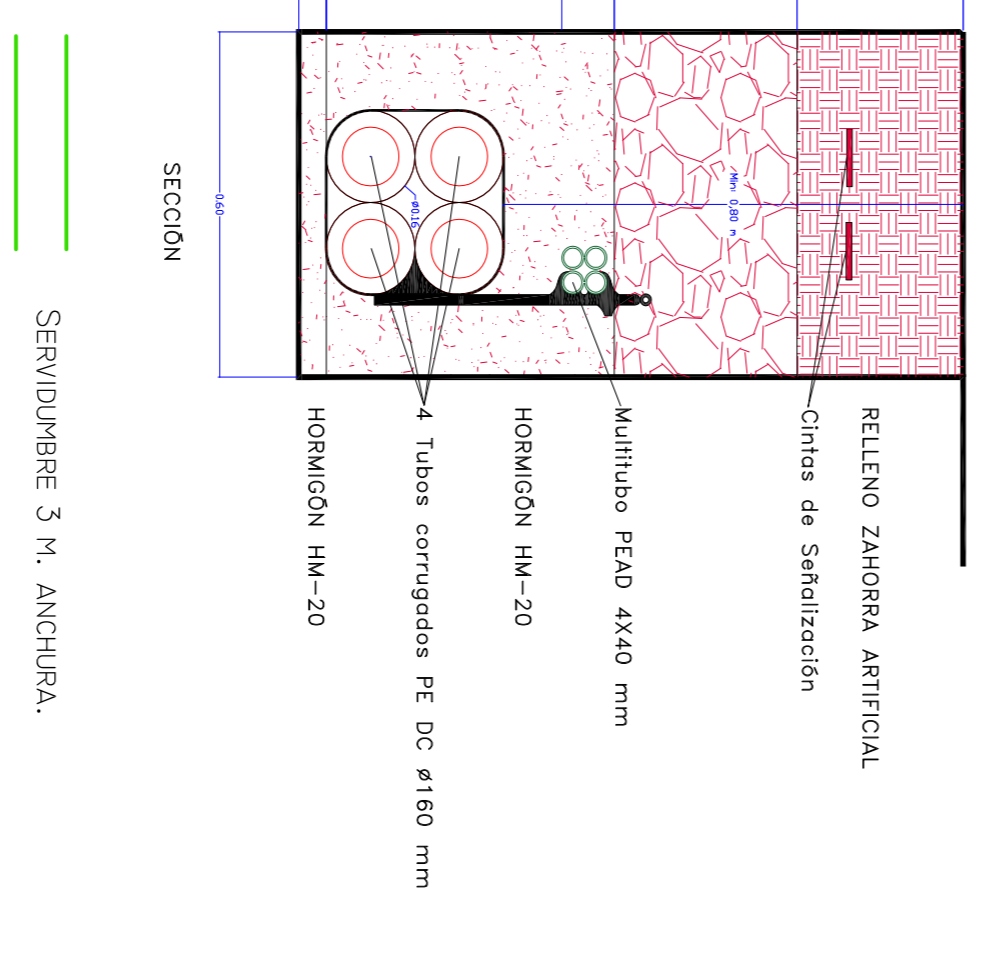 RELLENO ZAHORRA ARTIFICIAL
Cintas de Señalización
Min: 0,80 m
Multitubo PEAD 4X40 mm
HORMIGÓN HM-20
4 Tubos corrugados PE DC ø160 mm
ø0.16
HORMIGÓN HM-20
0.60
SECCIÓN
SERVIDUMBRE 3 M. ANCHURA.